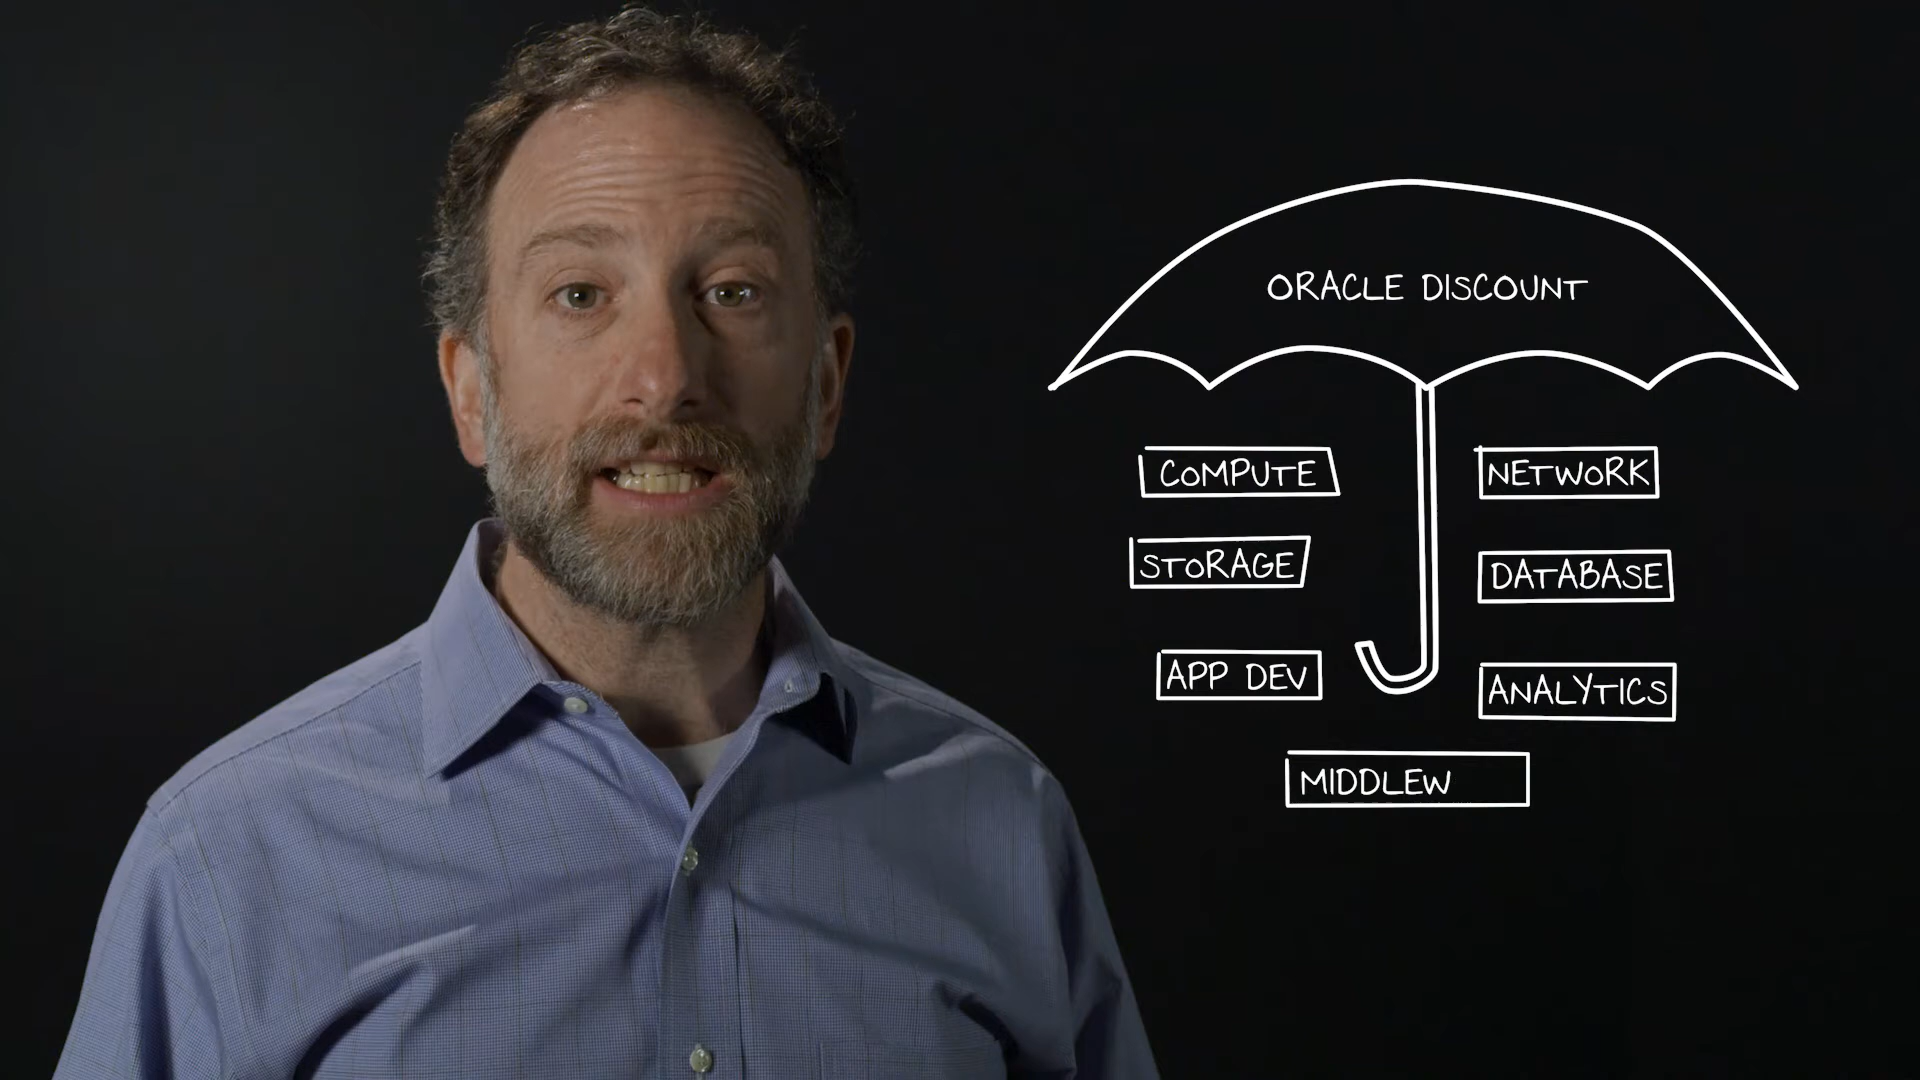 ORACLE DISCOUNT
COMPUTE
NETWORK
STORAGE
DATABASE
APP DEV
ANALYTICS
MIDDLEW